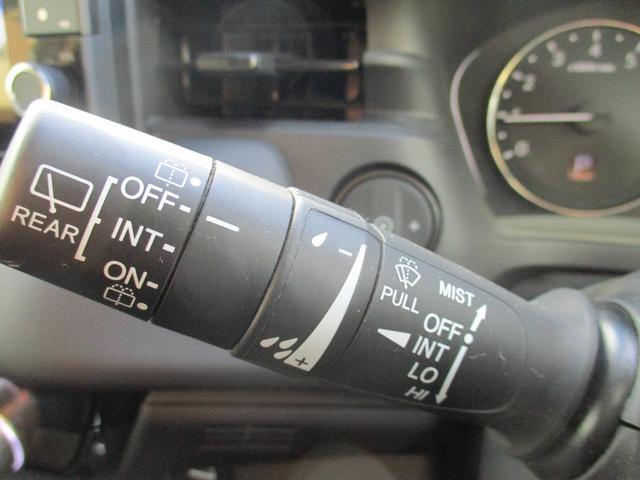 REAR
OFF
INT
ON
−
+
PULL
MIST
OFF
INT
LO
HI